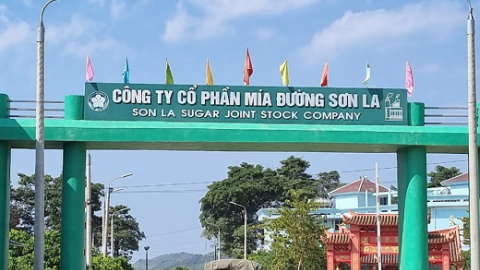 CÔNG TY CỔ PHẦN MÍA ĐƯỜNG SƠN LA
SON LA SUGAR JOINT STOCK COMPANY